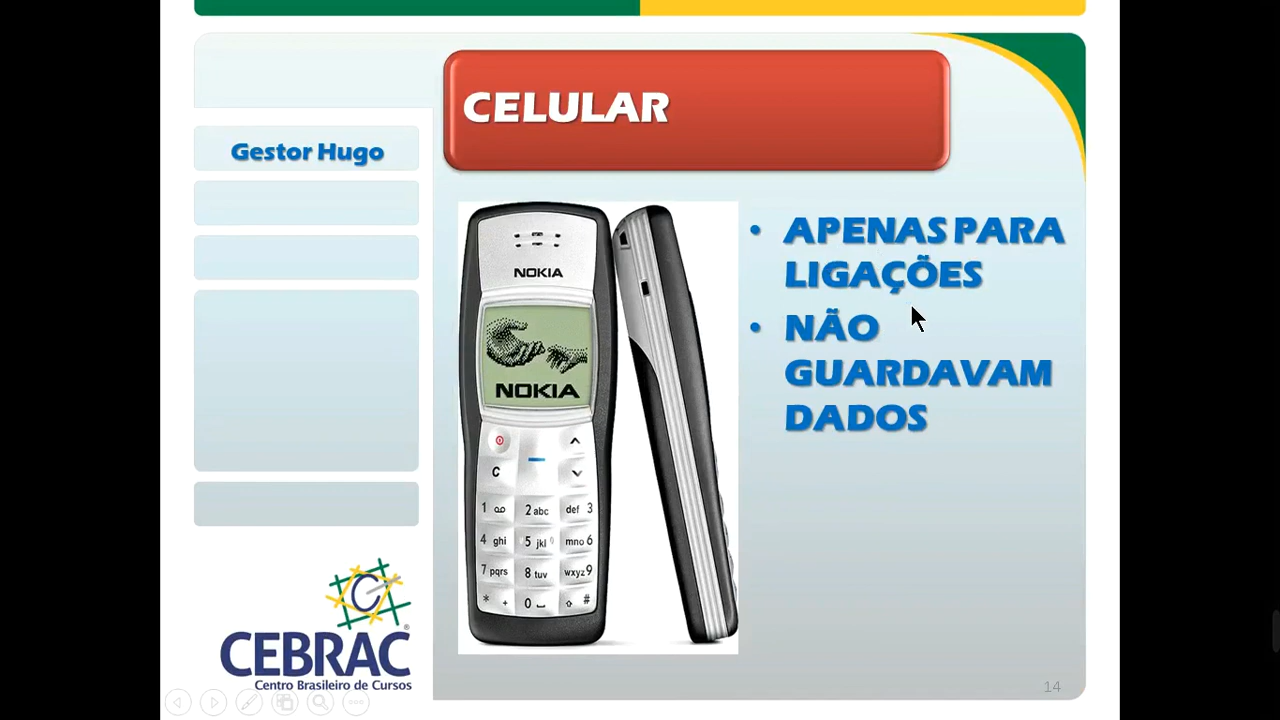 CELULAR
Gestor Hugo
• APENAS PARA
LIGAÇÕES
• NÃO
GUARDAVAM
DADOS
NOKIA
NOKIA
C
1
2 abc
def 3
4 ghi
5 jkl
mno 6
7 pqrs
8 tuv
wxyz 9
* +
0
#
C
CEBRAC
®
Centro Brasileiro de Cursos
14